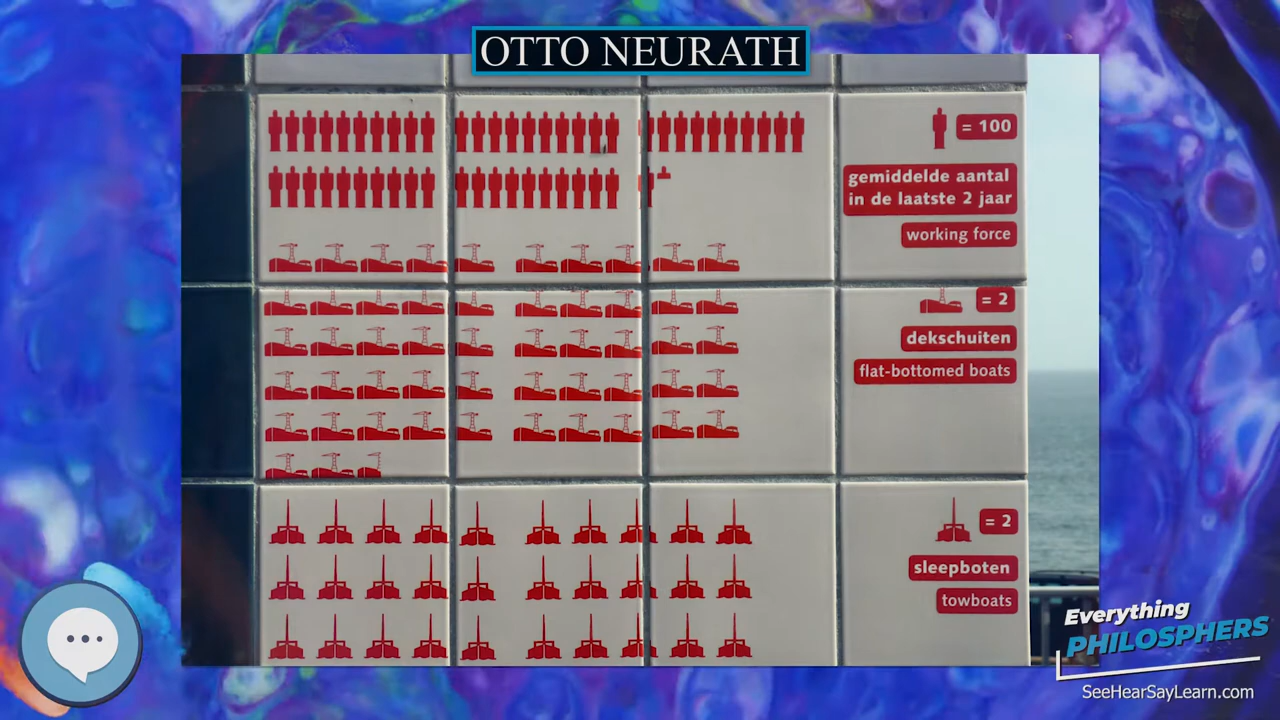 OTTO NEURATH
= 100
gemiddelde aantal
in de laatste 2 jaar
working force
= 2
dekschuiten
flat-bottomed boats
= 2
sleepboten
towboats
Everything
PHILOSPHERS
SeeHearSayLearn.com